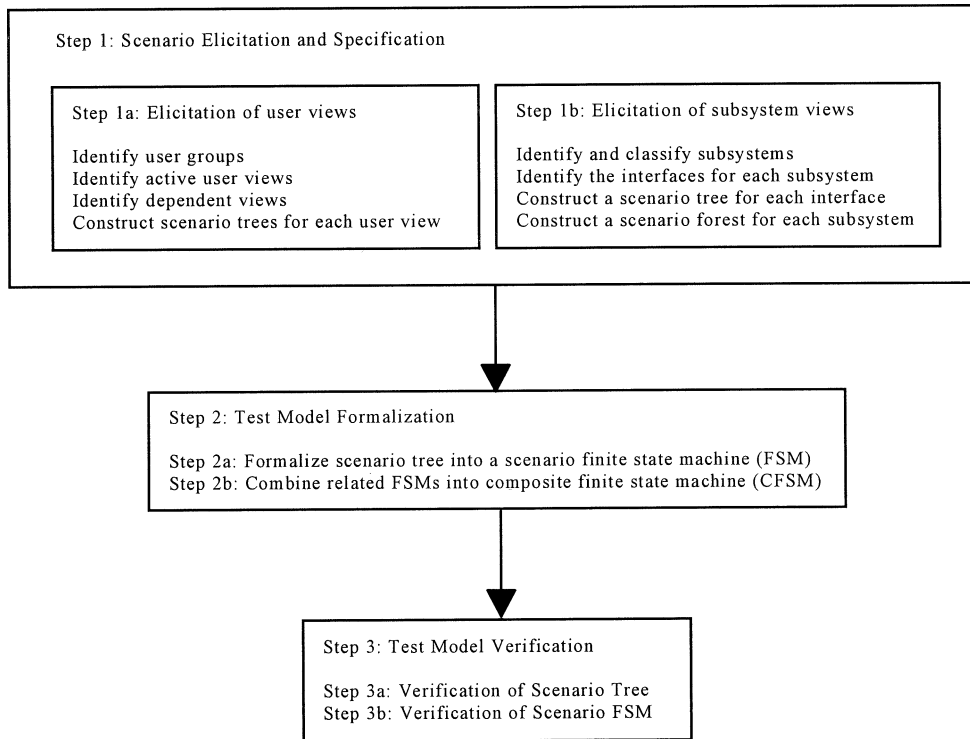 Step 1: Scenario Elicitation and Specification
Step 1a: Elicitation of user views
Identify user groups
Identify active user views
Identify dependent views
Construct scenario trees for each user view
Step 1b: Elicitation of subsystem views
Identify and classify subsystems
Identify the interfaces for each subsystem
Construct a scenario tree for each interface
Construct a scenario forest for each subsystem
Step 2: Test Model Formalization
Step 2a: Formalize scenario tree into a scenario finite state machine (FSM)
Step 2b: Combine related FSMs into composite finite state machine (CFSM)
Step 3: Test Model Verification
Step 3a: Verification of Scenario Tree
Step 3b: Verification of Scenario FSM